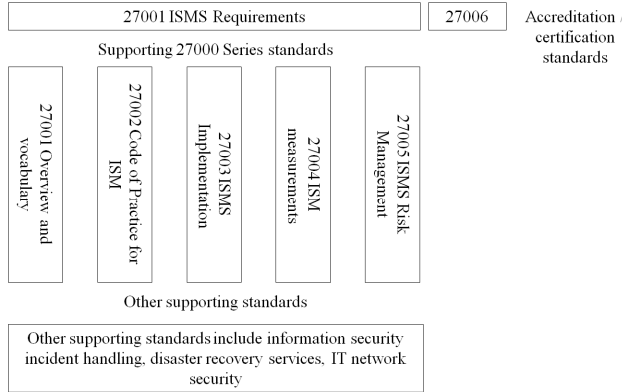 27001 ISMS Requirements
27006
Accreditation /
certification
standards
Supporting 27000 Series standards
27001 Overview and
vocabulary
27002 Code of Practice for
ISM
27003 ISMS
Implementation
27004 ISM
measurements
27005 ISMS Risk
Management
Other supporting standards
Other supporting standards include information security
incident handling, disaster recovery services, IT network
security